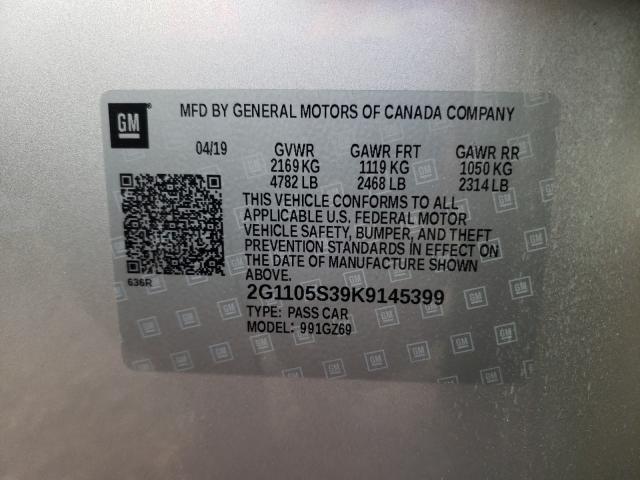 GM
MFD BY GENERAL MOTORS OF CANADA COMPANY
04/19 GVWR GAWR FRT GAWR RR
2169 KG 1119 KG 1050 KG
4782 LB 2468 LB 2314 LB
THIS VEHICLE CONFORMS TO ALL
APPLICABLE U.S. FEDERAL MOTOR
VEHICLE SAFETY, BUMPER, AND THEFT
PREVENTION STANDARDS IN EFFECT ON
THE DATE OF MANUFACTURE SHOWN
ABOVE.
636R
2G1105S39K9145399
TYPE: PASS CAR
MODEL: 991GZ69